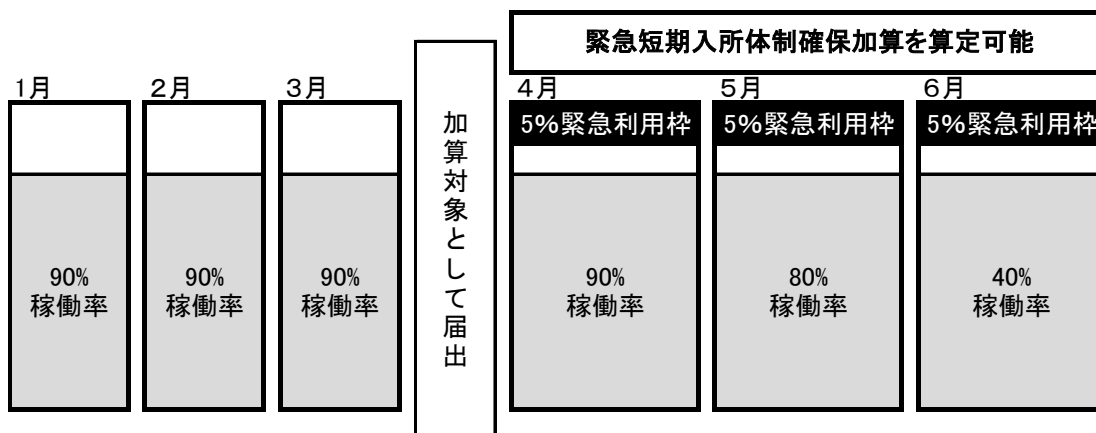 緊急短期入所体制確保加算を算定可能
1月
2月
3月
4月
5月
6月
加算対象として届出
5%緊急利用枠
5%緊急利用枠
5%緊急利用枠
90%
稼働率
90%
稼働率
90%
稼働率
90%
稼働率
80%
稼働率
40%
稼働率